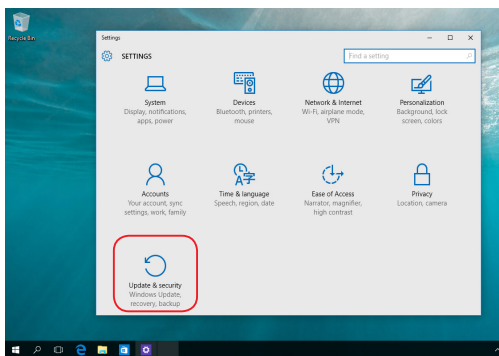 Recycle Bin
Settings
SETTINGS
Find a setting
System
Display, notifications,
apps, power
Devices
Bluetooth, printers,
mouse
Network & Internet
Wi-Fi, airplane mode,
VPN
Personalization
Background, lock
screen, colors
Accounts
Your account, sync
settings, work, family
Time & language
Speech, region, date
Ease of Access
Narrator, magnifier,
high contrast
Privacy
Location, camera
Update & security
Windows Update,
recovery, backup